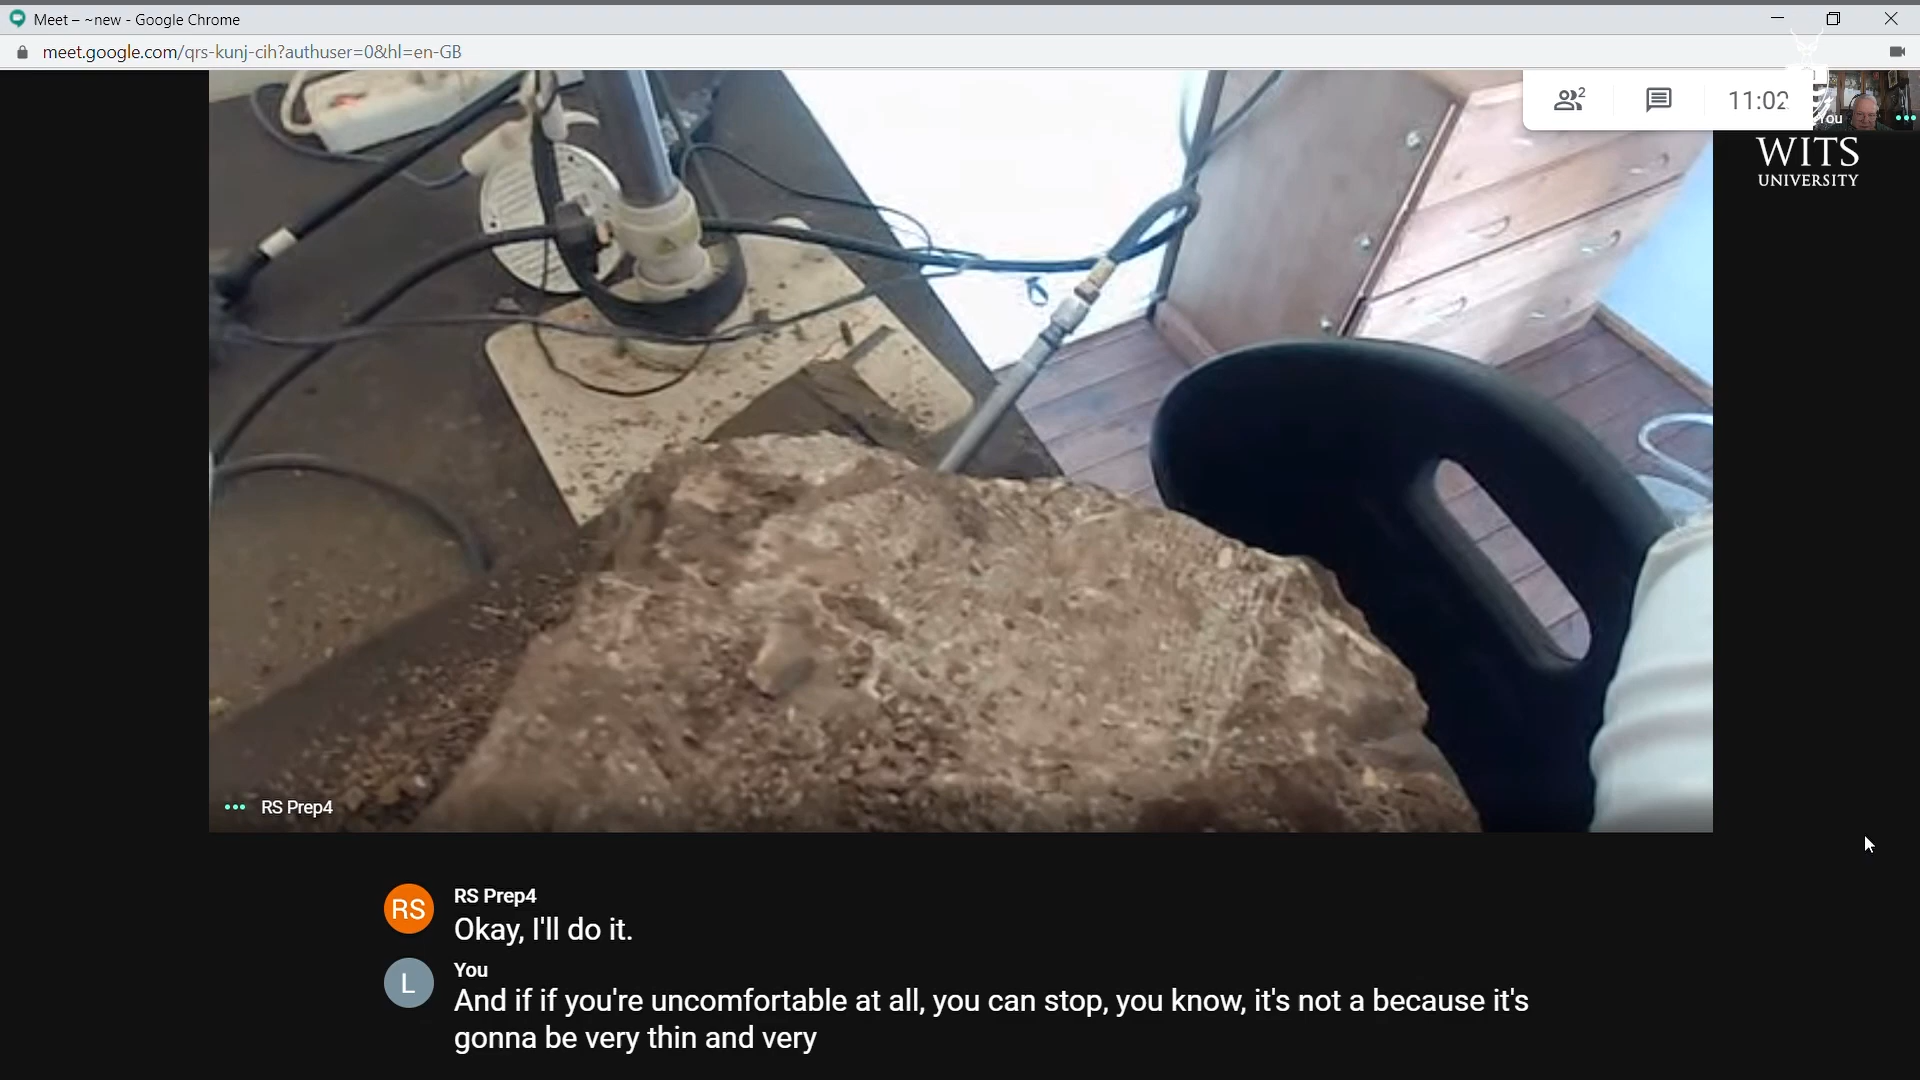 Meet – ~new - Google Chrome
meet.google.com/qrs-kunj-cih?authuser=0&hl=en-GB
2
11:02
You
WITS
UNIVERSITY
RS Prep4
RS
RS Prep4
Okay, I'll do it.
L
You
And if if you're uncomfortable at all, you can stop, you know, it's not a because it's
gonna be very thin and very